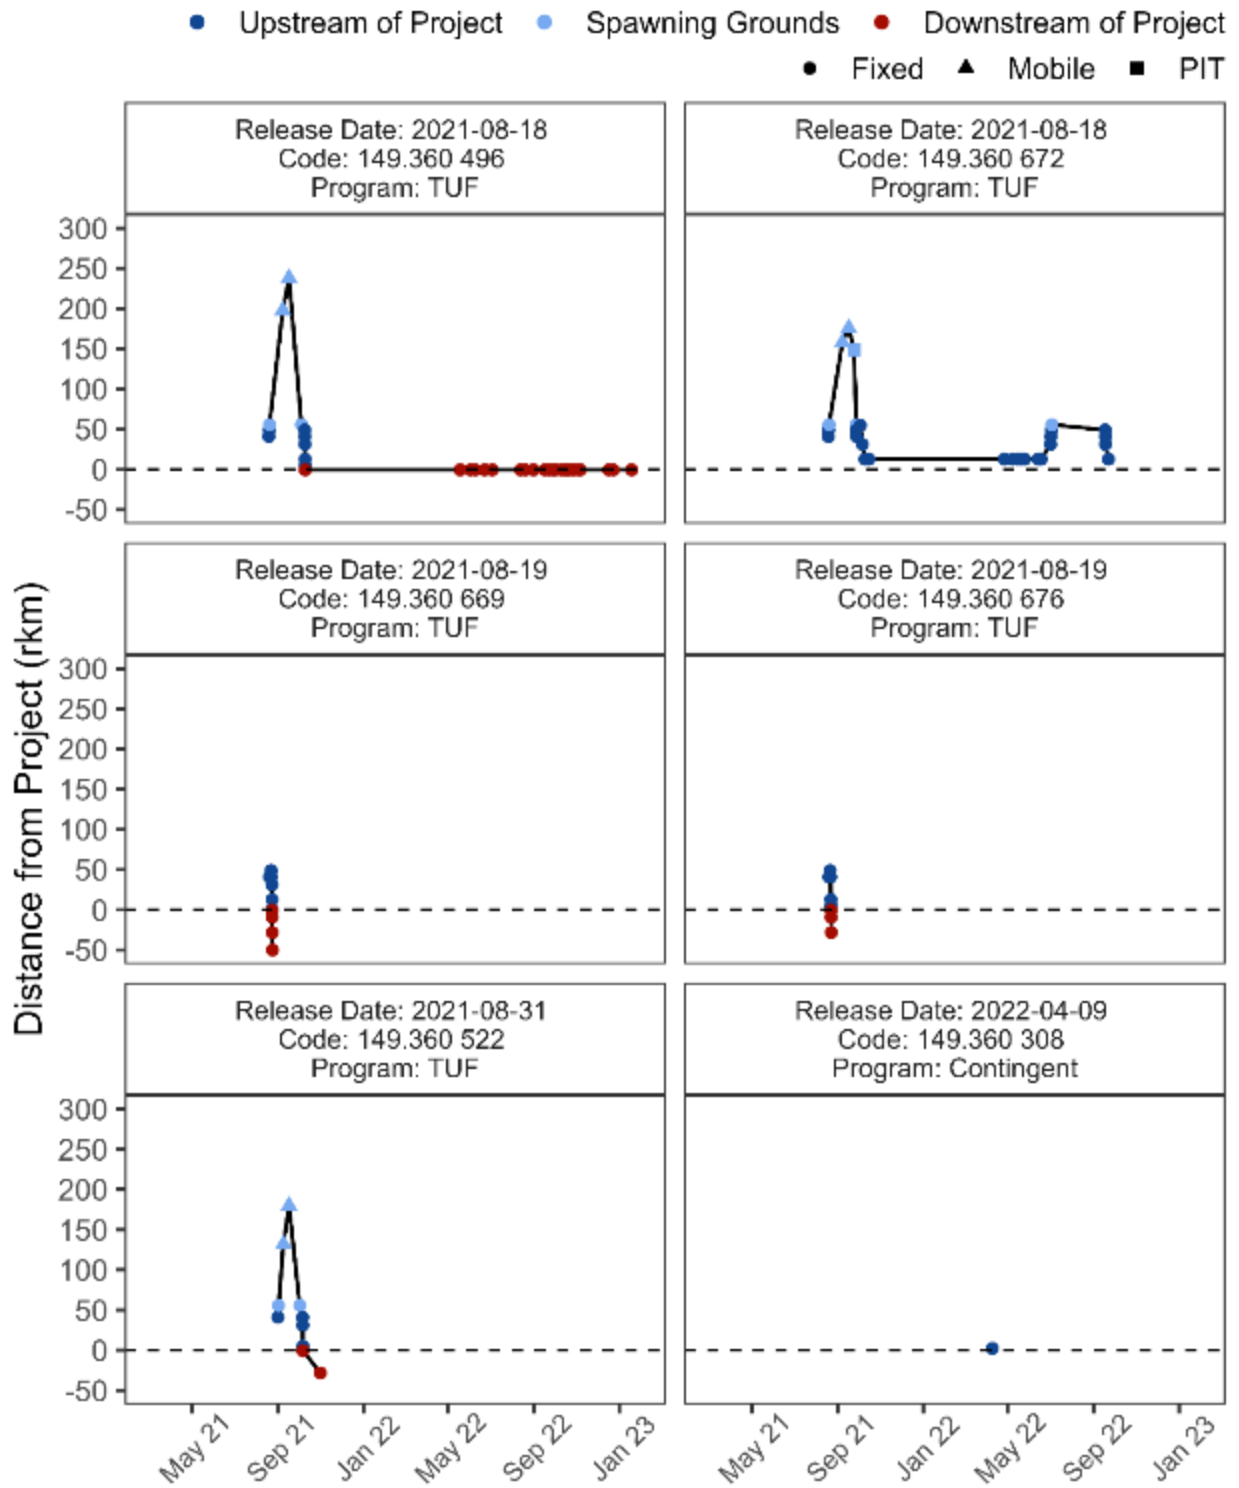 Upstream of Project Spawning Grounds Downstream of Project
Fixed Mobile PIT
Release Date: 2021-08-18
Code: 149.360 496
Program: TUF
Release Date: 2021-08-18
Code: 149.360 672
Program: TUF
300
250
200
150
100
50
0
-50
Release Date: 2021-08-19
Code: 149.360 669
Program: TUF
Release Date: 2021-08-19
Code: 149.360 676
Program: TUF
300
250
200
150
100
50
0
-50
Release Date: 2021-08-31
Code: 149.360 522
Program: TUF
Release Date: 2022-04-09
Code: 149.360 308
Program: Contingent
300
250
200
150
100
50
0
-50
Distance from Project (rkm)
May 21 Sep 21 Jan 22 May 22 Sep 22 Jan 23
May 21 Sep 21 Jan 22 May 22 Sep 22 Jan 23